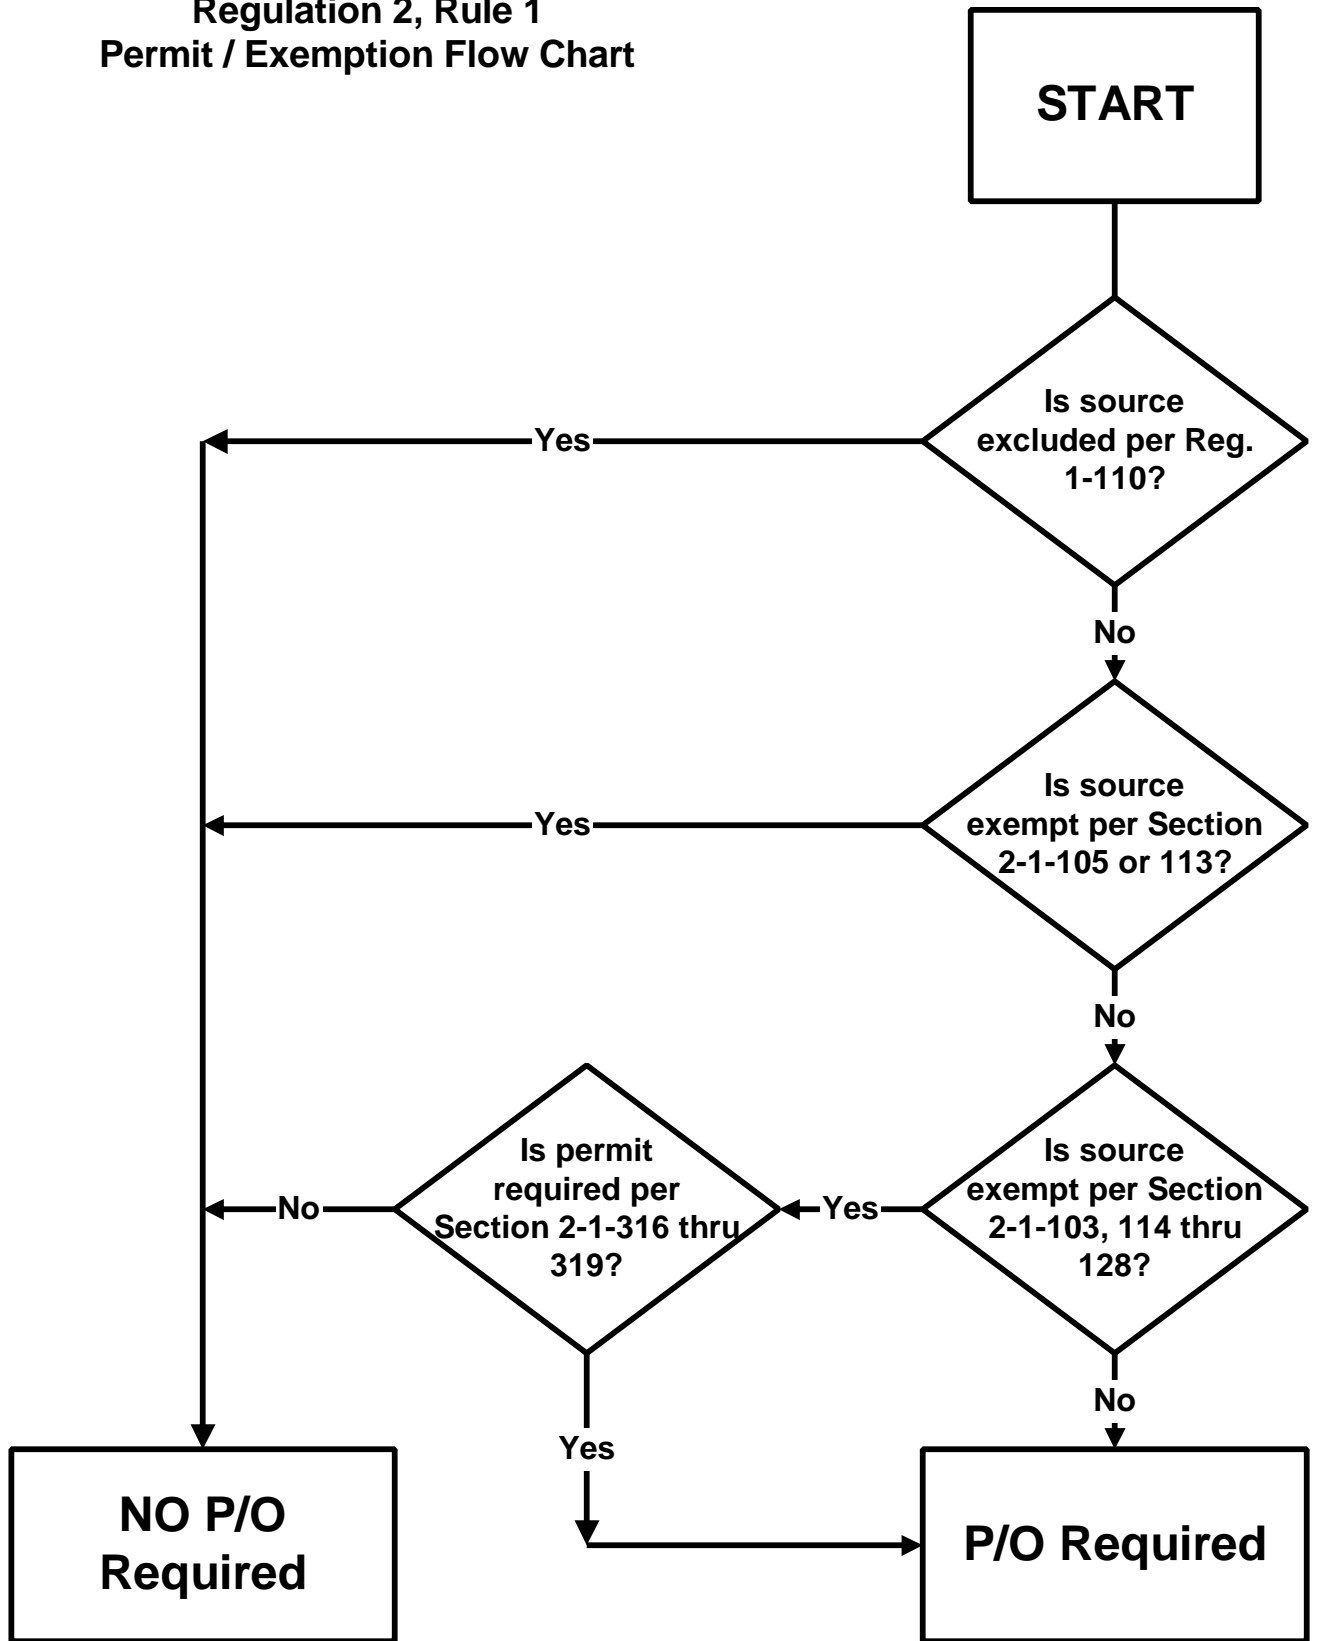 Regulation 2, Rule 1
Permit / Exemption Flow Chart
START
Is source
excluded per Reg.
1-110?
Yes
No
Is source
exempt per Section
2-1-105 or 113?
Yes
No
Is source
exempt per Section
2-1-103, 114 thru
128?
Yes
Is permit
required per
Section 2-1-316 thru
319?
No
Yes
No
NO P/O
Required
P/O Required